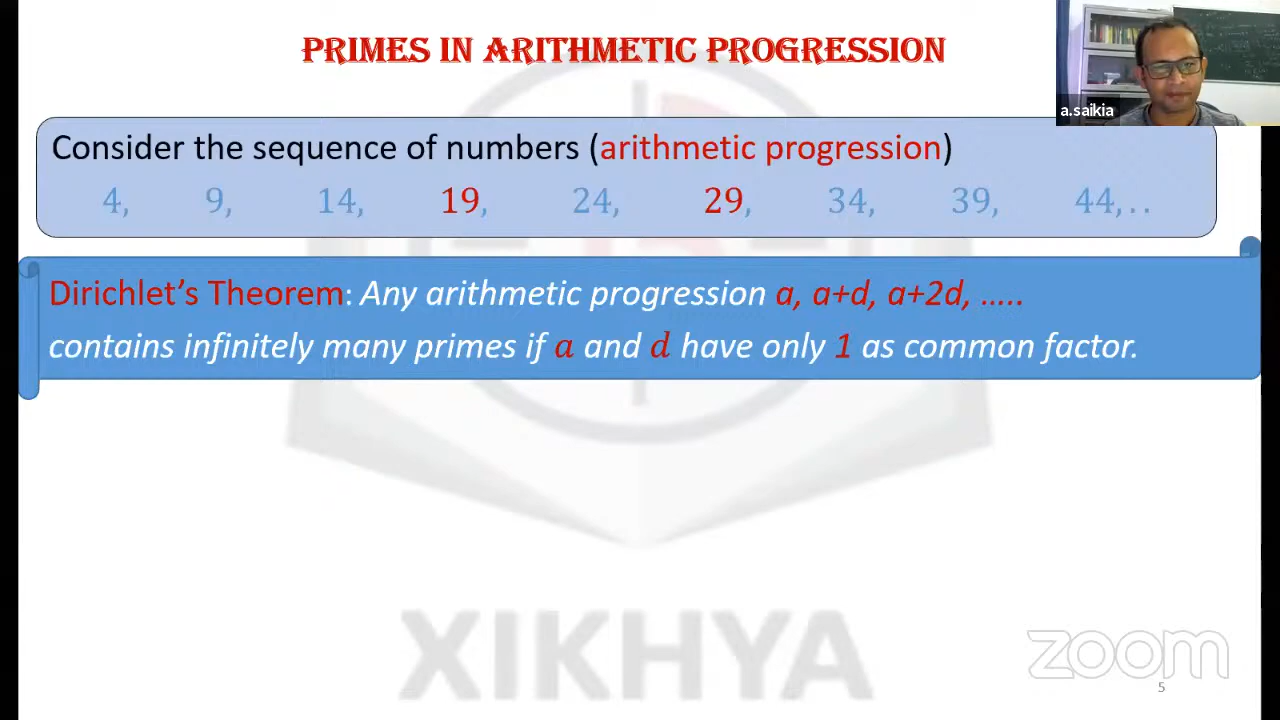 PRIMES IN ARITHMETIC PROGRESSION
a.saikia
Consider the sequence of numbers (arithmetic progression)
4, 9, 14, 19, 24, 29, 34, 39, 44,..
Dirichlet's Theorem: Any arithmetic progression a, a+d, a+2d, .....
contains infinitely many primes if a and d have only 1 as common factor.
XIKHYA
zoom
5